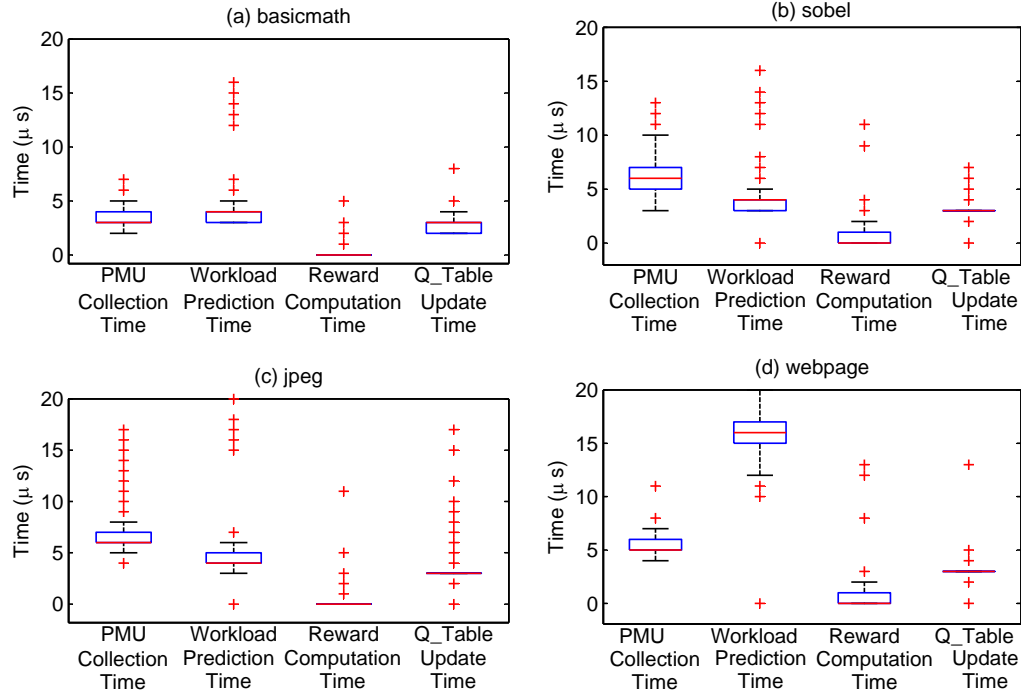 (a) basicmath
20
15
10
5
0
Time (μ s)
PMU Workload Reward Q_Table
Collection Prediction Computation Update
Time Time Time Time
(b) sobel
20
15
10
5
0
Time (μ s)
PMU Workload Reward Q_Table
Collection Prediction Computation Update
Time Time Time Time
(c) jpeg
20
15
10
5
0
Time (μ s)
PMU Workload Reward Q_Table
Collection Prediction Computation Update
Time Time Time Time
(d) webpage
20
15
10
5
0
Time (μ s)
PMU Workload Reward Q_Table
Collection Prediction Computation Update
Time Time Time Time